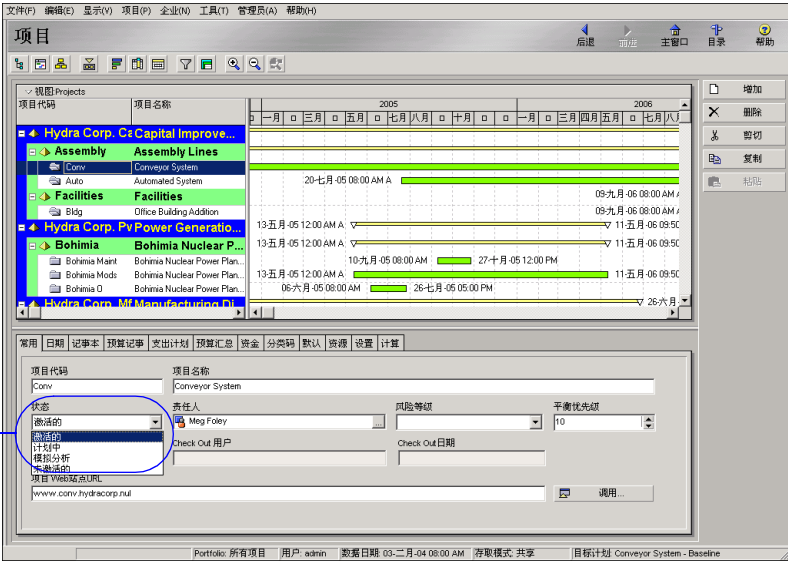 文件(F) 编辑(E) 显示(V) 项目(P) 企业(N) 工具(T) 管理员(A) 帮助(H)
项目
后退 前进 主窗口 目录 帮助
视图:Projects
项目代码 项目名称
2005 2006
一月 三月 五月 七月 八月 十月 一月 三月 四月 五月 七月 八月
Hydra Corp. Ca Capital Improve...
Assembly Assembly Lines
Conv Conveyor System
Auto Automated System 20-七月-05 08:00 AM A
Facilities Facilities 09-九月-06 08:00 AM
Bldg Office Building Addition 09-九月-06 08:00 AM
Hydra Corp. Pv Power Generatio... 13-五月-05 12:00 AM A 11-五月-06 09:50
Bohimia Bohimia Nuclear P... 13-五月-05 12:00 AM A 11-五月-06 09:50
Bohimia Maint Bohimia Nuclear Power Plan... 10-九月-05 08:00 AM 27-十月-05 12:00 PM
Bohimia Mods Bohimia Nuclear Power Plan... 13-五月-05 12:00 AM A 11-五月-06 09:50
Bohimia O Bohimia Nuclear Power Plan... 06-六月-05 08:00 AM 26-七月-05 05:00 PM
Hydra Corp. Mf Manufacturing Di 26-六月-
增加
删除
剪切
复制
粘贴
常用 日期 记事本 预算记事 支出计划 预算汇总 资金 分类码 默认 资源 设置 计算
项目代码 项目名称
Conv Conveyor System
状态 责任人 风险等级 平衡优先级
激活的 Meg Foley ... 10
激活的
计划中
模拟分析
未激活的
Check Out 用户 Check Out日期
项目 Web站点URL
www.conv.hydracorp.nul 调用...
Portfolio: 所有项目 用户: admin 数据日期: 03-二月-04 08:00 AM 存取模式: 共享 目标计划: Conveyor System - Baseline